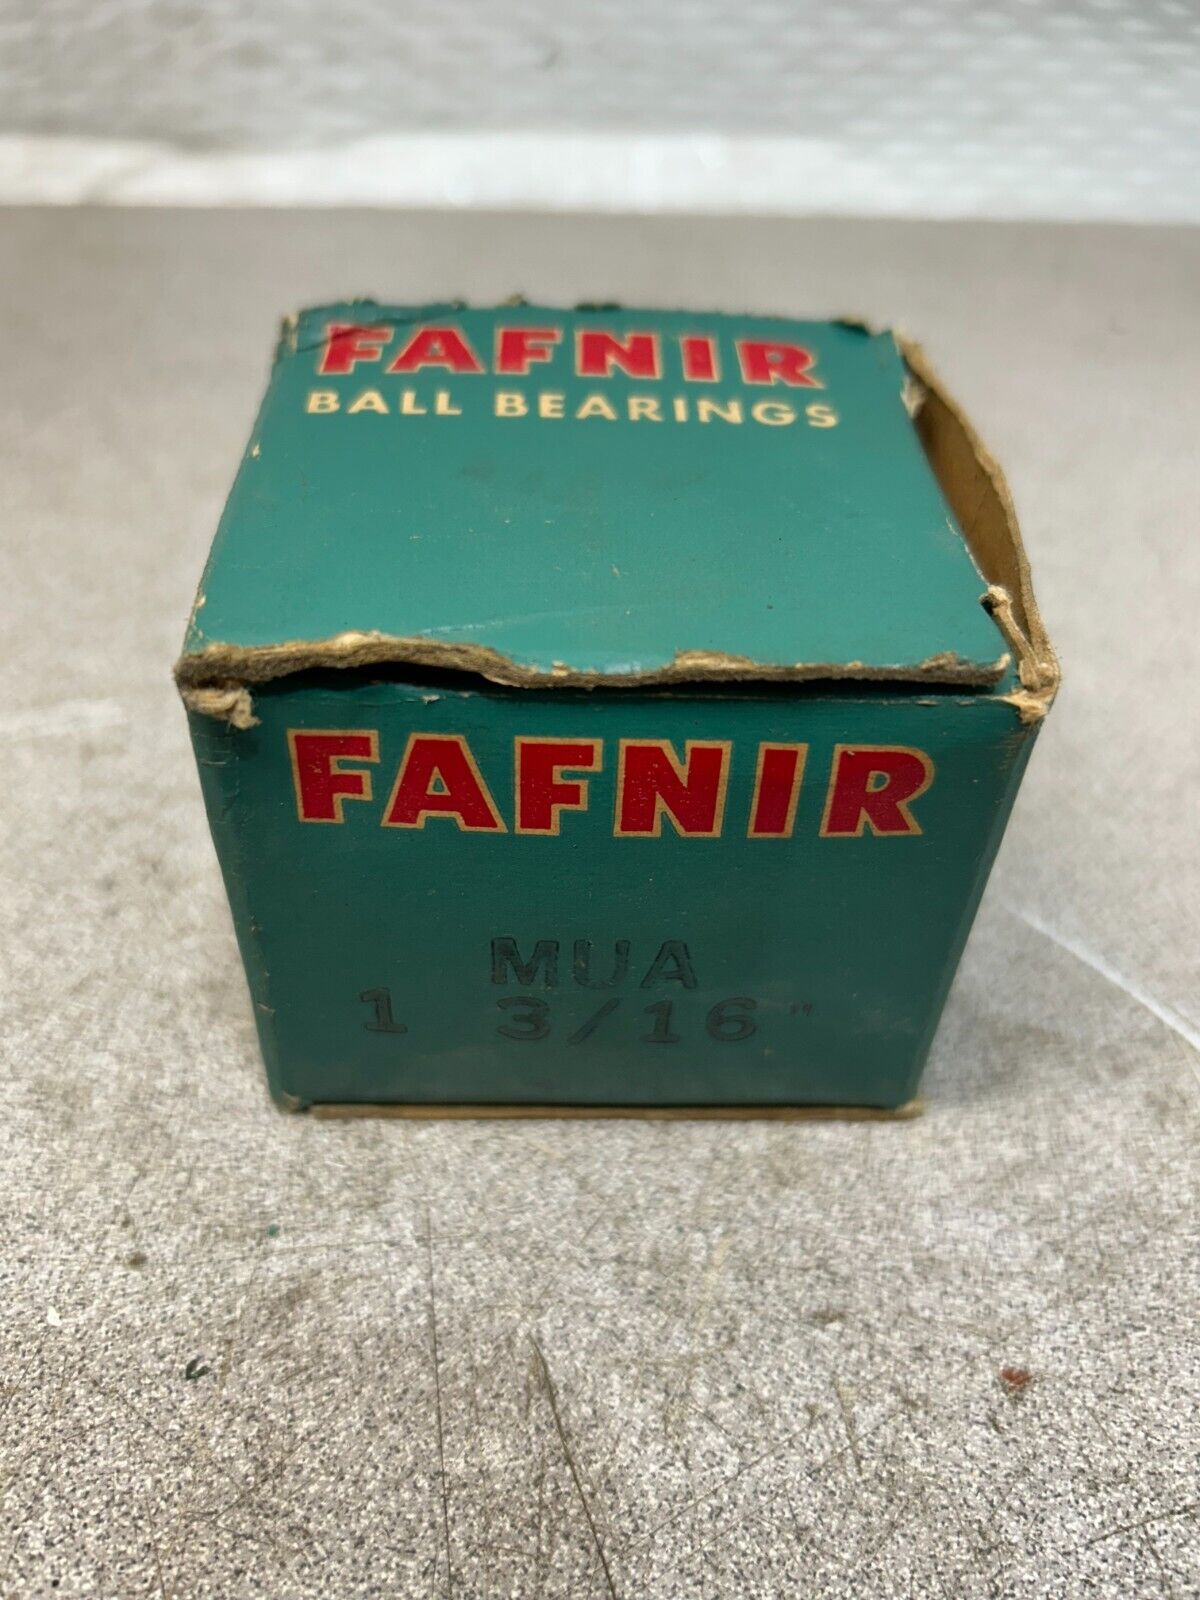 FAFNIR
BALL BEARINGS
FAFNIR
MUA
1 3/16"